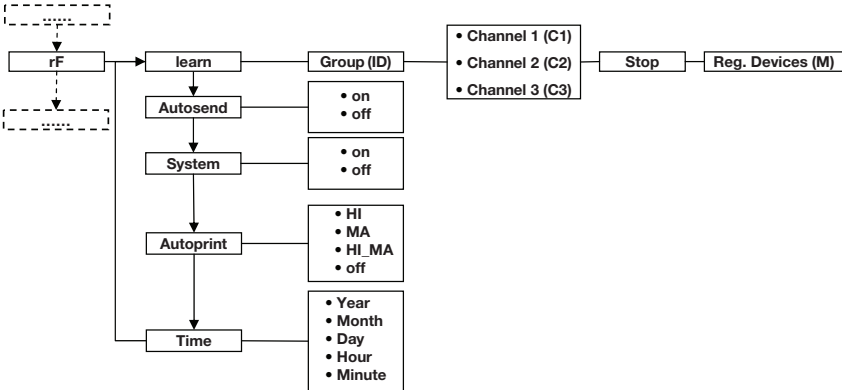 ......
rF
......
learn
Group (ID)
• Channel 1 (C1)
• Channel 2 (C2)
• Channel 3 (C3)
Stop
Reg. Devices (M)
Autosend
• on
• off
System
• on
• off
Autoprint
• HI
• MA
• HI_MA
• off
Time
• Year
• Month
• Day
• Hour
• Minute